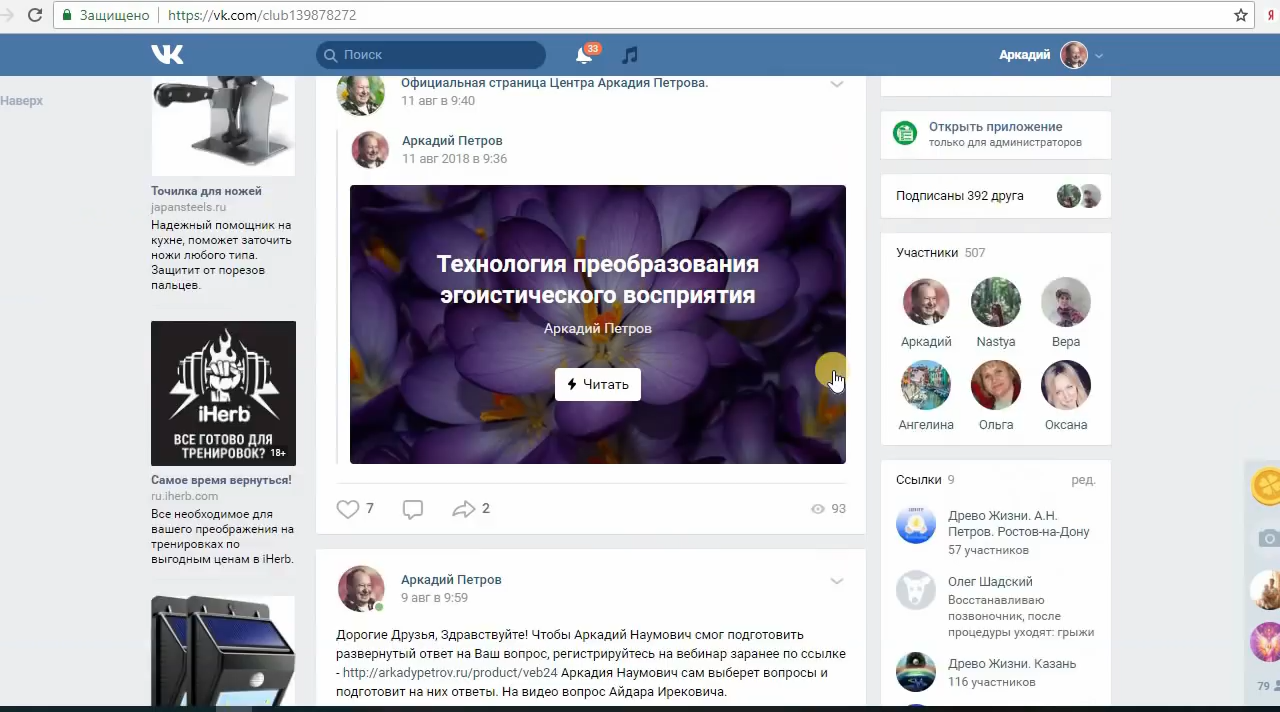 Защищено
https://vk.com/club139878272
Я
Поиск
33
Аркадий
Наверх
Точилка для ножей
japansteels.ru
Надежный помощник на
кухне, поможет заточить
ножи любого типа.
Защитит от порезов
пальцев.
iHerb
ВСЕ ГОТОВО ДЛЯ
ТРЕНИРОВОК?
18+
Самое время вернуться!
ru.iherb.com
Все необходимое для
вашего преображения на
тренировках по
выгодным ценам в iHerb.
Официальная страница Центра Аркадия Петрова.
11 авг в 9:40
Аркадий Петров
11 авг 2018 в 9:36
Технология преобразования
эгоистического восприятия
Аркадий Петров
Читать
7
2
93
Аркадий Петров
9 авг в 9:59
Дорогие Друзья, Здравствуйте! Чтобы Аркадий Наумович смог подготовить
развернутый ответ на Ваш вопрос, регистрируйтесь на вебинар заранее по ссылке
- http://arkadypetrov.ru/product/veb24 Аркадия Наумович сам выберет вопросы и
подготовит на них ответы. На видео вопрос Айдара Ирековича.
Открыть приложение
только для администраторов
Подписаны 392 друга
Участники 507
Аркадий
Nastya
Вера
Ангелина
Ольга
Оксана
Ссылки 9
ред.
Древо Жизни. А.Н.
Петров. Ростов-на-Дону
57 участников
Олег Шадский
Восстанавливаю
позвоночник, после
процедуры уходят: грыжи
Древо Жизни. Казань
116 участников
79